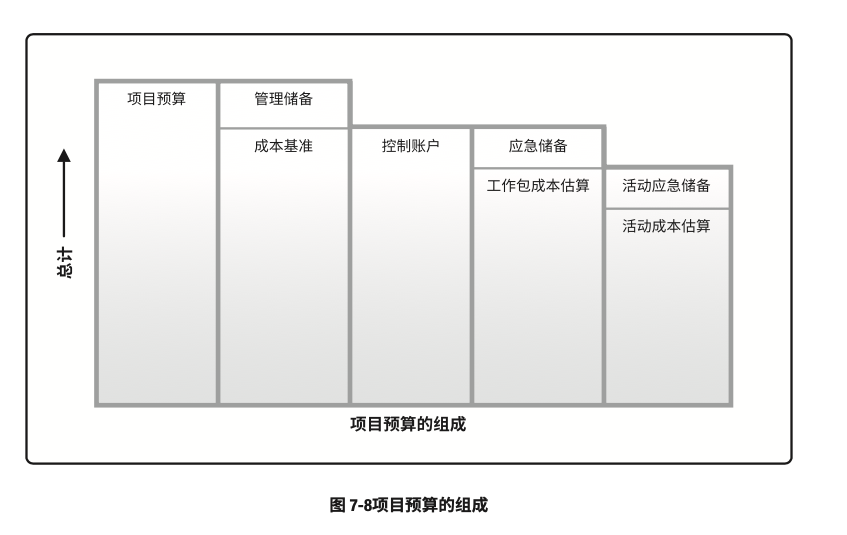 项目预算
管理储备
成本基准
控制账户
应急储备
工作包成本估算
活动应急储备
活动成本估算
总计
项目预算的组成
图 7-8项目预算的组成